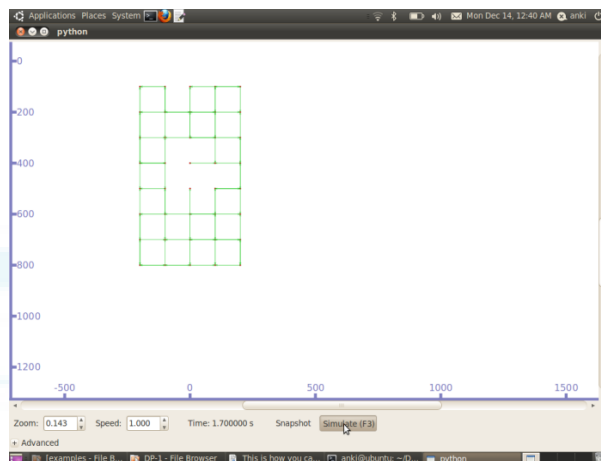 Applications Places System Mon Dec 14, 12:40 AM anki
python
0
200
400
600
800
1000
1200
-500 0 500 1000 1500
Zoom: 0.143 Speed: 1.000 Time: 1.700000 s Snapshot Simulate (F3)
+ Advanced
[examples - File B... DP-1 - File Browser This is how you ca... anki@ubuntu: ~/D... python